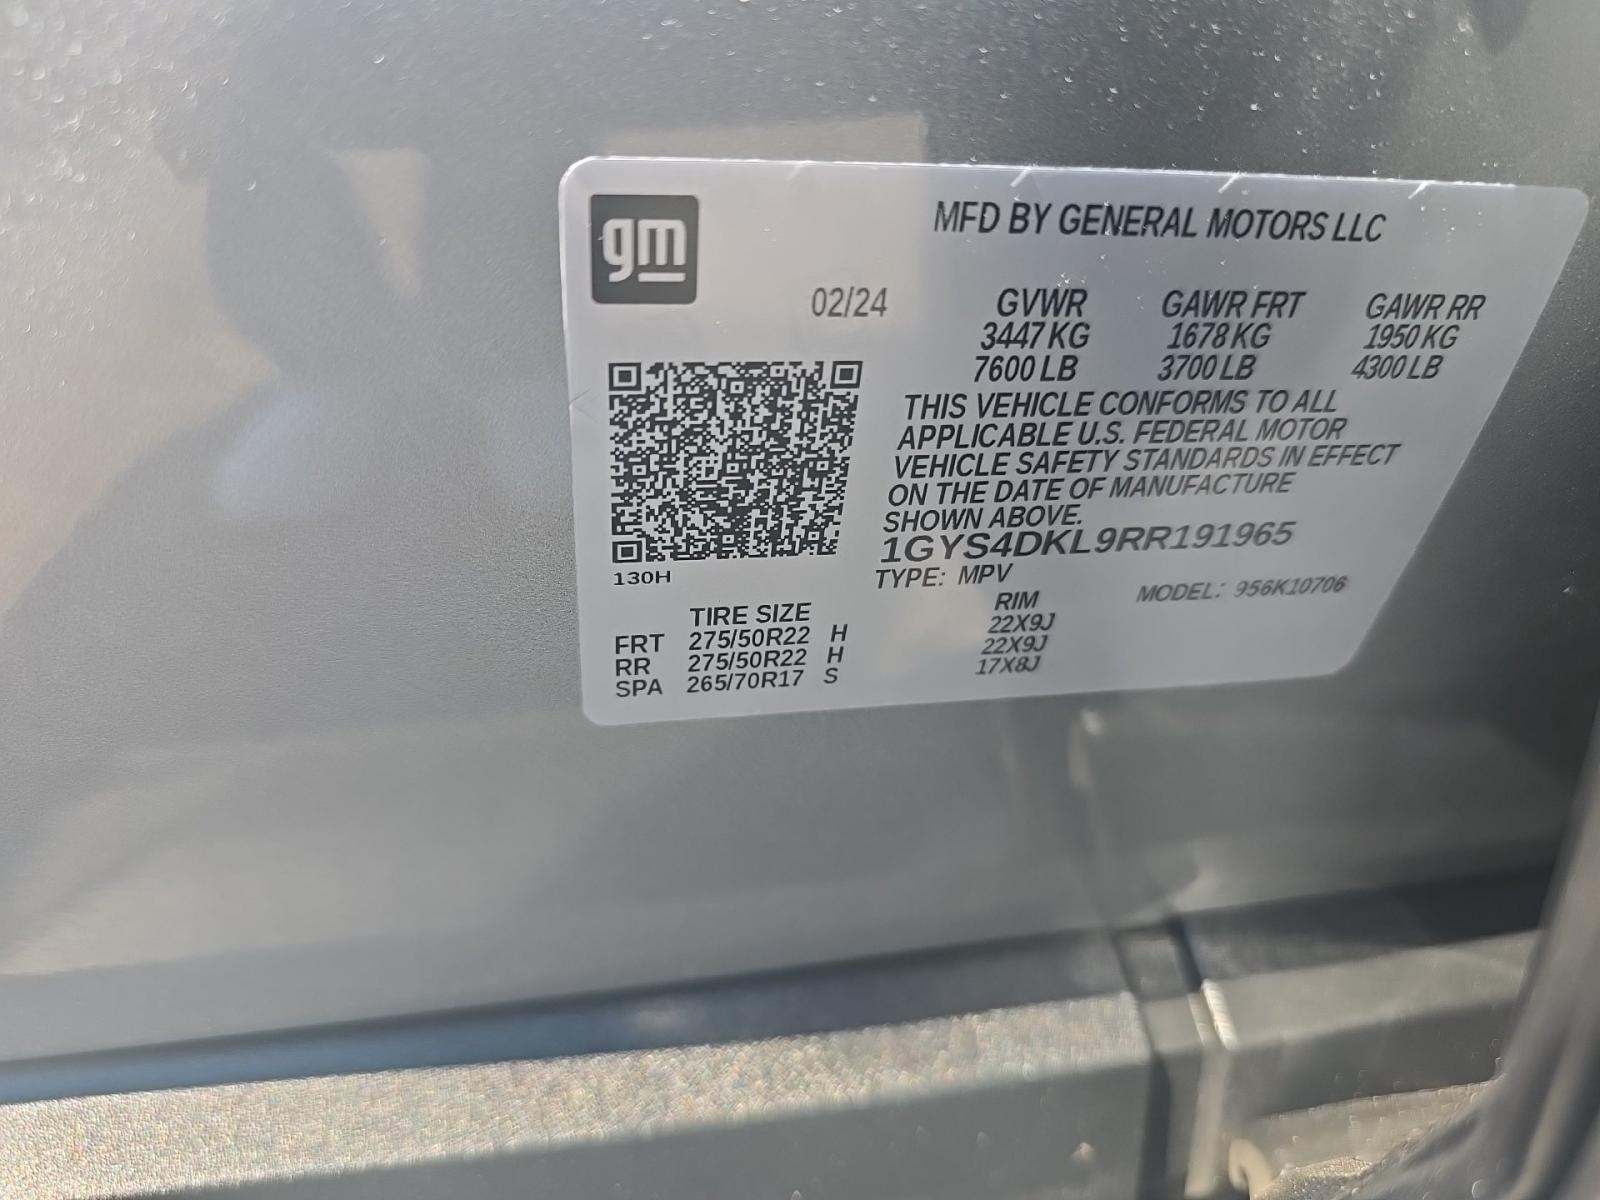 gm
MFD BY GENERAL MOTORS LLC
02/24 GVWR GAWR FRT GAWR RR
3447 KG 1678 KG 1950 KG
7600 LB 3700 LB 4300 LB
THIS VEHICLE CONFORMS TO ALL
APPLICABLE U.S. FEDERAL MOTOR
VEHICLE SAFETY STANDARDS IN EFFECT
ON THE DATE OF MANUFACTURE
SHOWN ABOVE.
1GYS4DKL9RR191965
130H
TYPE: MPV MODEL: 956K10706
TIRE SIZE RIM
FRT 275/50R22 H 22X9J
RR 275/50R22 H 22X9J
SPA 265/70R17 S 17X8J